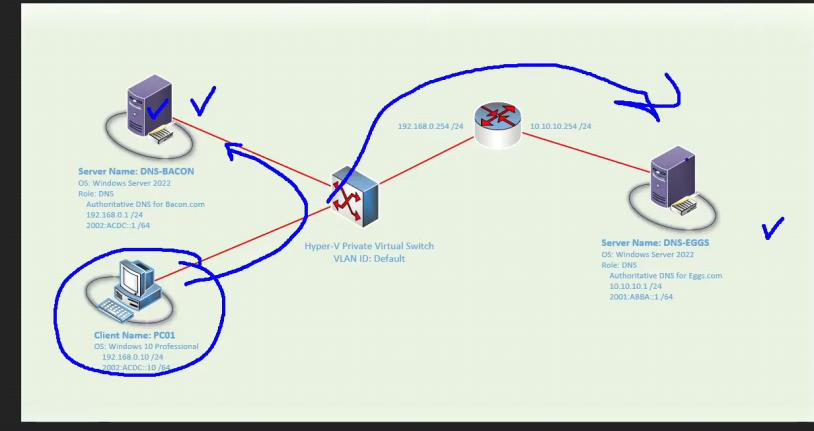 192.168.0.254 /24
10.10.10.254 /24
Server Name: DNS-BACON
OS: Windows Server 2022
Role: DNS
Authoritative DNS for Bacon.com
192.168.0.1 /24
2002:ACDC::1 /64
Hyper-V Private Virtual Switch
VLAN ID: Default
Server Name: DNS-EGGS
OS: Windows Server 2022
Role: DNS
Authoritative DNS for Eggs.com
10.10.10.1 /24
2001:ABBA::1 /64
Client Name: PC01
OS: Windows 10 Professional
192.168.0.10 /24
2002:ACDC::10 /64